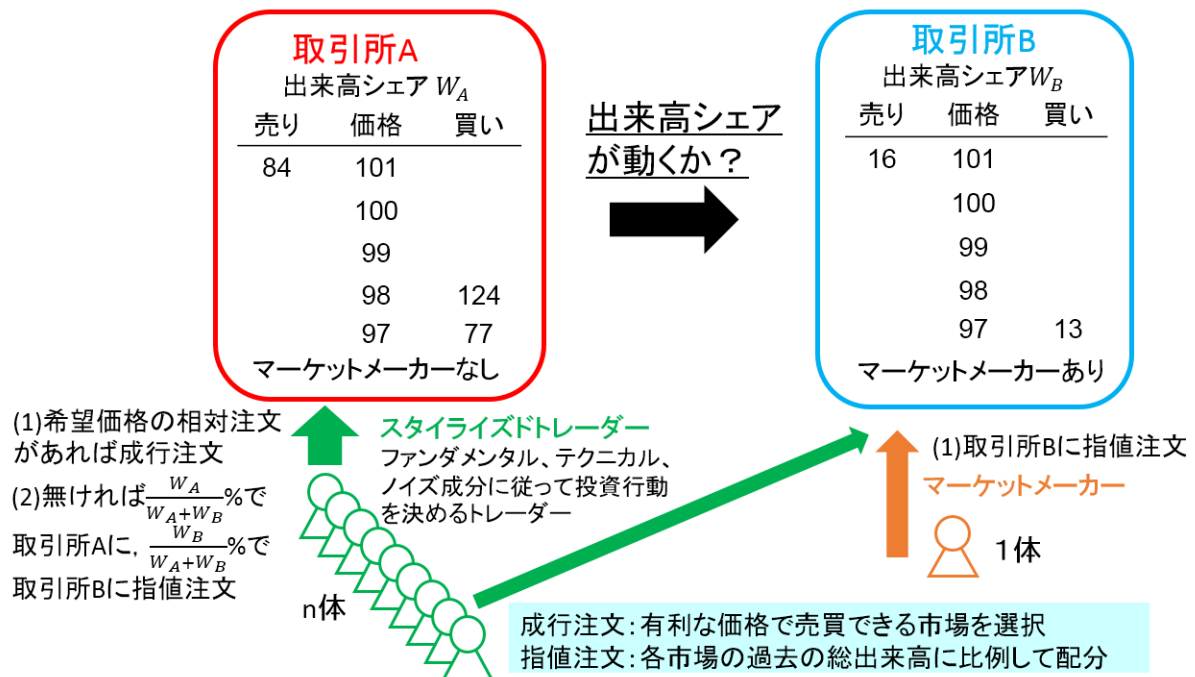 取引所A
出来高シェア W_A
売り 価格 買い
84 101
100
99
98 124
97 77
マーケットメーカーなし
出来高シェア
が動くか？
取引所B
出来高シェアW_B
売り 価格 買い
16 101
100
99
98
97 13
マーケットメーカーあり
(1)希望価格の相対注文
があれば成行注文
(2)無ければ W_A/(W_A+W_B) %で
取引所Aに, W_B/(W_A+W_B) %で
取引所Bに指値注文
スタイライズドトレーダー
ファンダメンタル、テクニカル、
ノイズ成分に従って投資行動
を決めるトレーダー
n体
(1)取引所Bに指値注文
マーケットメーカー
１体
成行注文：有利な価格で売買できる市場を選択
指値注文：各市場の過去の総出来高に比例して配分